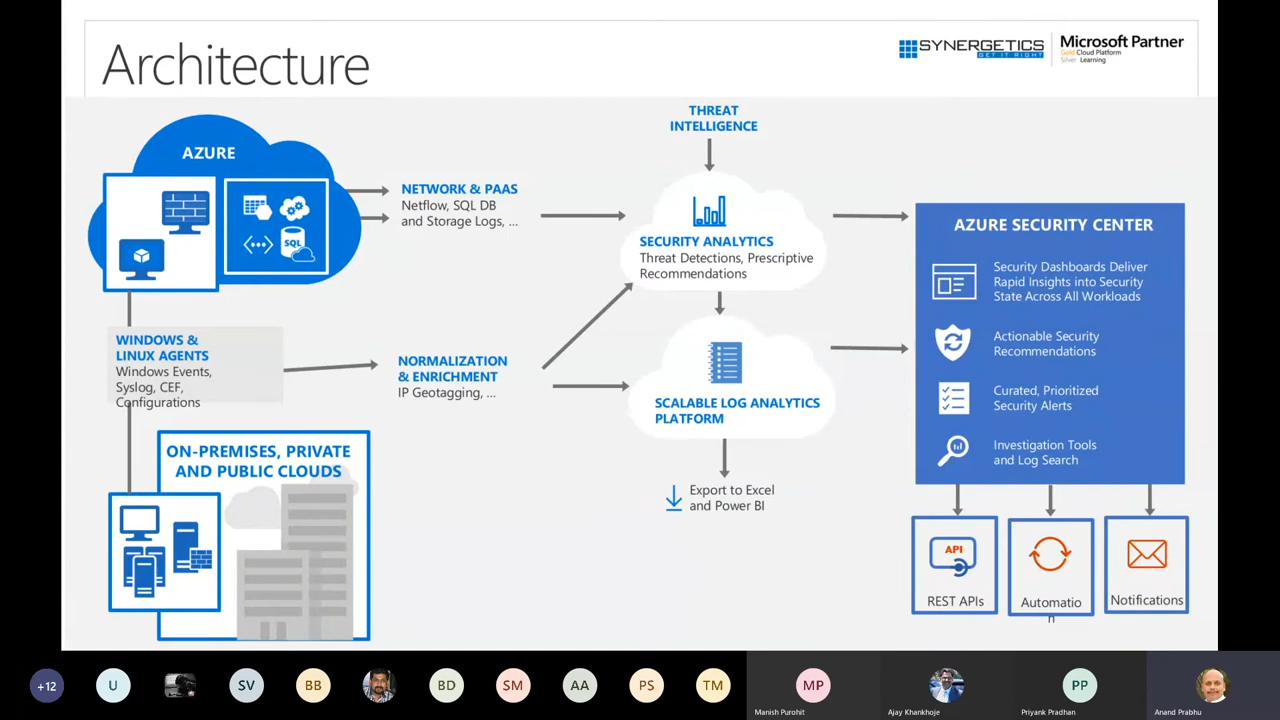 Architecture
SYNERGETICS
GET IT RIGHT
Microsoft Partner
Gold Cloud Platform
Silver Learning
AZURE
SQL
NETWORK & PAAS
Netflow, SQL DB
and Storage Logs, ...
THREAT
INTELLIGENCE
SECURITY ANALYTICS
Threat Detections, Prescriptive
Recommendations
WINDOWS &
LINUX AGENTS
Windows Events,
Syslog, CEF,
Configurations
NORMALIZATION
& ENRICHMENT
IP Geotagging, ...
SCALABLE LOG ANALYTICS
PLATFORM
Export to Excel
and Power BI
ON-PREMISES, PRIVATE
AND PUBLIC CLOUDS
AZURE SECURITY CENTER
Security Dashboards Deliver
Rapid Insights into Security
State Across All Workloads
Actionable Security
Recommendations
Curated, Prioritized
Security Alerts
Investigation Tools
and Log Search
API
REST APIs
Automatio
n
Notifications
+12
U
SV
BB
BD
SM
AA
PS
TM
MP
Manish Purohit
Ajay Khankhoje
PP
Priyank Pradhan
Anand Prabhu